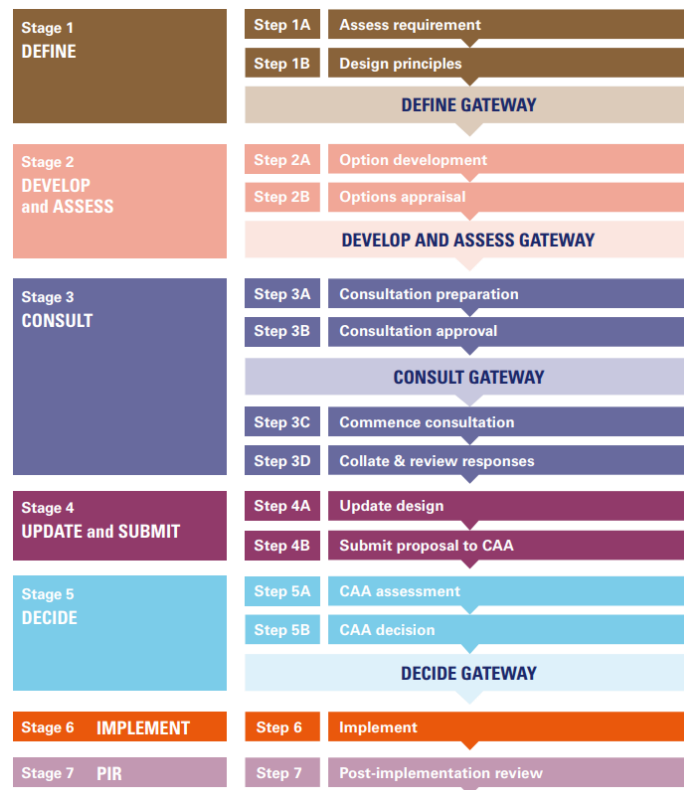 Stage 1
DEFINE
Step 1A Assess requirement
Step 1B Design principles
DEFINE GATEWAY
Stage 2
DEVELOP
and ASSESS
Step 2A Option development
Step 2B Options appraisal
DEVELOP AND ASSESS GATEWAY
Stage 3
CONSULT
Step 3A Consultation preparation
Step 3B Consultation approval
CONSULT GATEWAY
Step 3C Commence consultation
Step 3D Collate & review responses
Stage 4
UPDATE and SUBMIT
Step 4A Update design
Step 4B Submit proposal to CAA
Stage 5
DECIDE
Step 5A CAA assessment
Step 5B CAA decision
DECIDE GATEWAY
Stage 6 IMPLEMENT
Step 6 Implement
Stage 7 PIR
Step 7 Post-implementation review